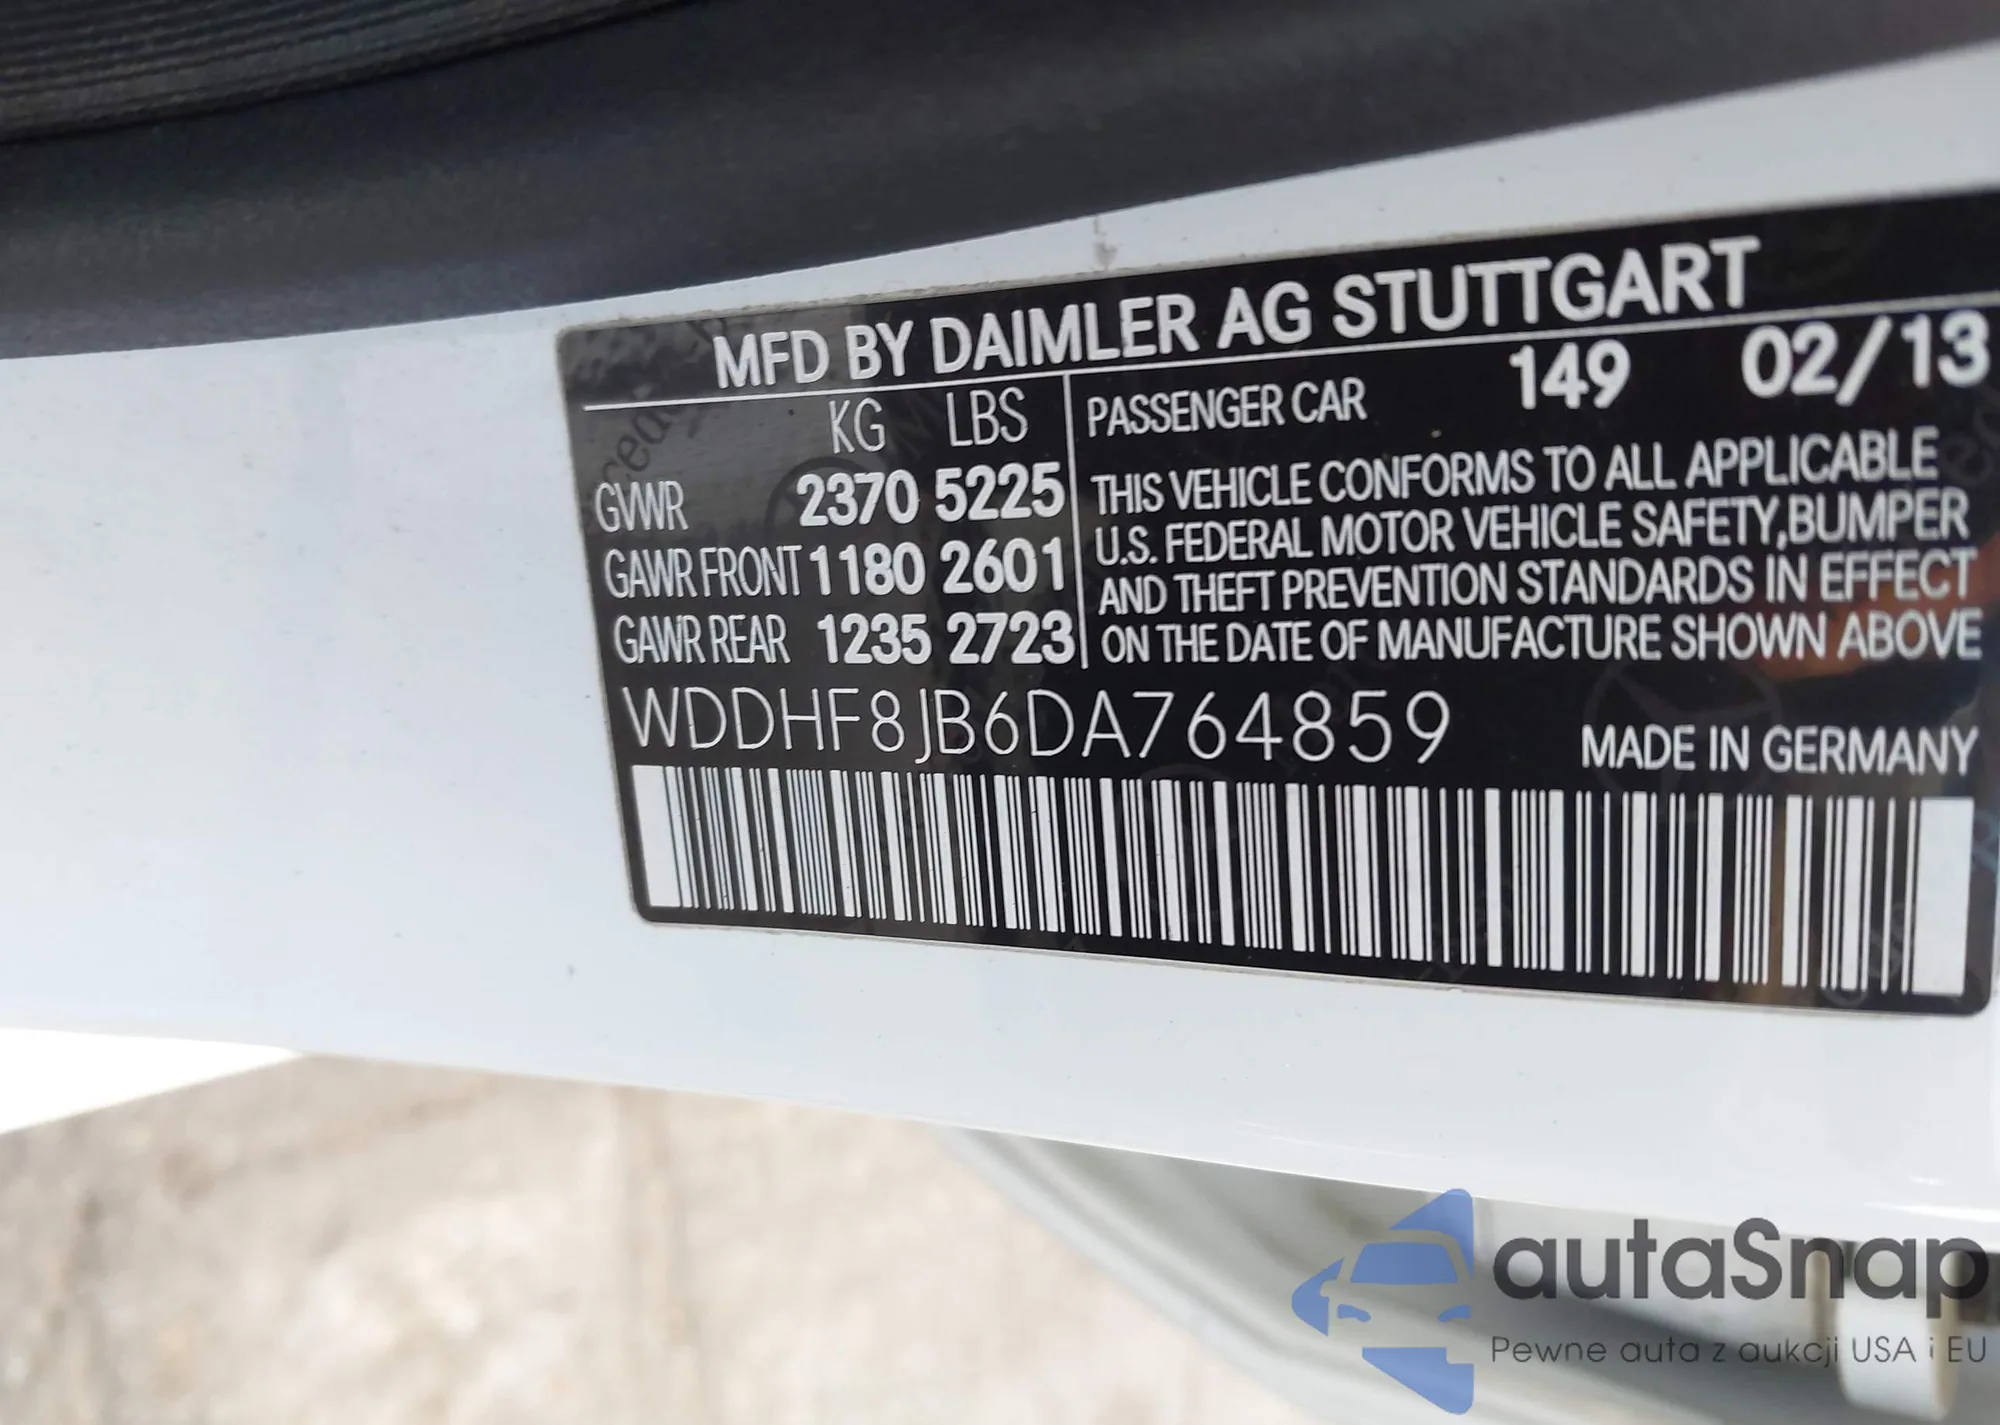 MFD BY DAIMLER AG STUTTGART
KG LBS
GVWR 2370 5225
GAWR FRONT 1180 2601
GAWR REAR 1235 2723
PASSENGER CAR 149 02/13
THIS VEHICLE CONFORMS TO ALL APPLICABLE
U.S. FEDERAL MOTOR VEHICLE SAFETY,BUMPER
AND THEFT PREVENTION STANDARDS IN EFFECT
ON THE DATE OF MANUFACTURE SHOWN ABOVE
WDDHF8JB6DA764859
MADE IN GERMANY
autaSnap
Pewne auta z aukcji USA i EU